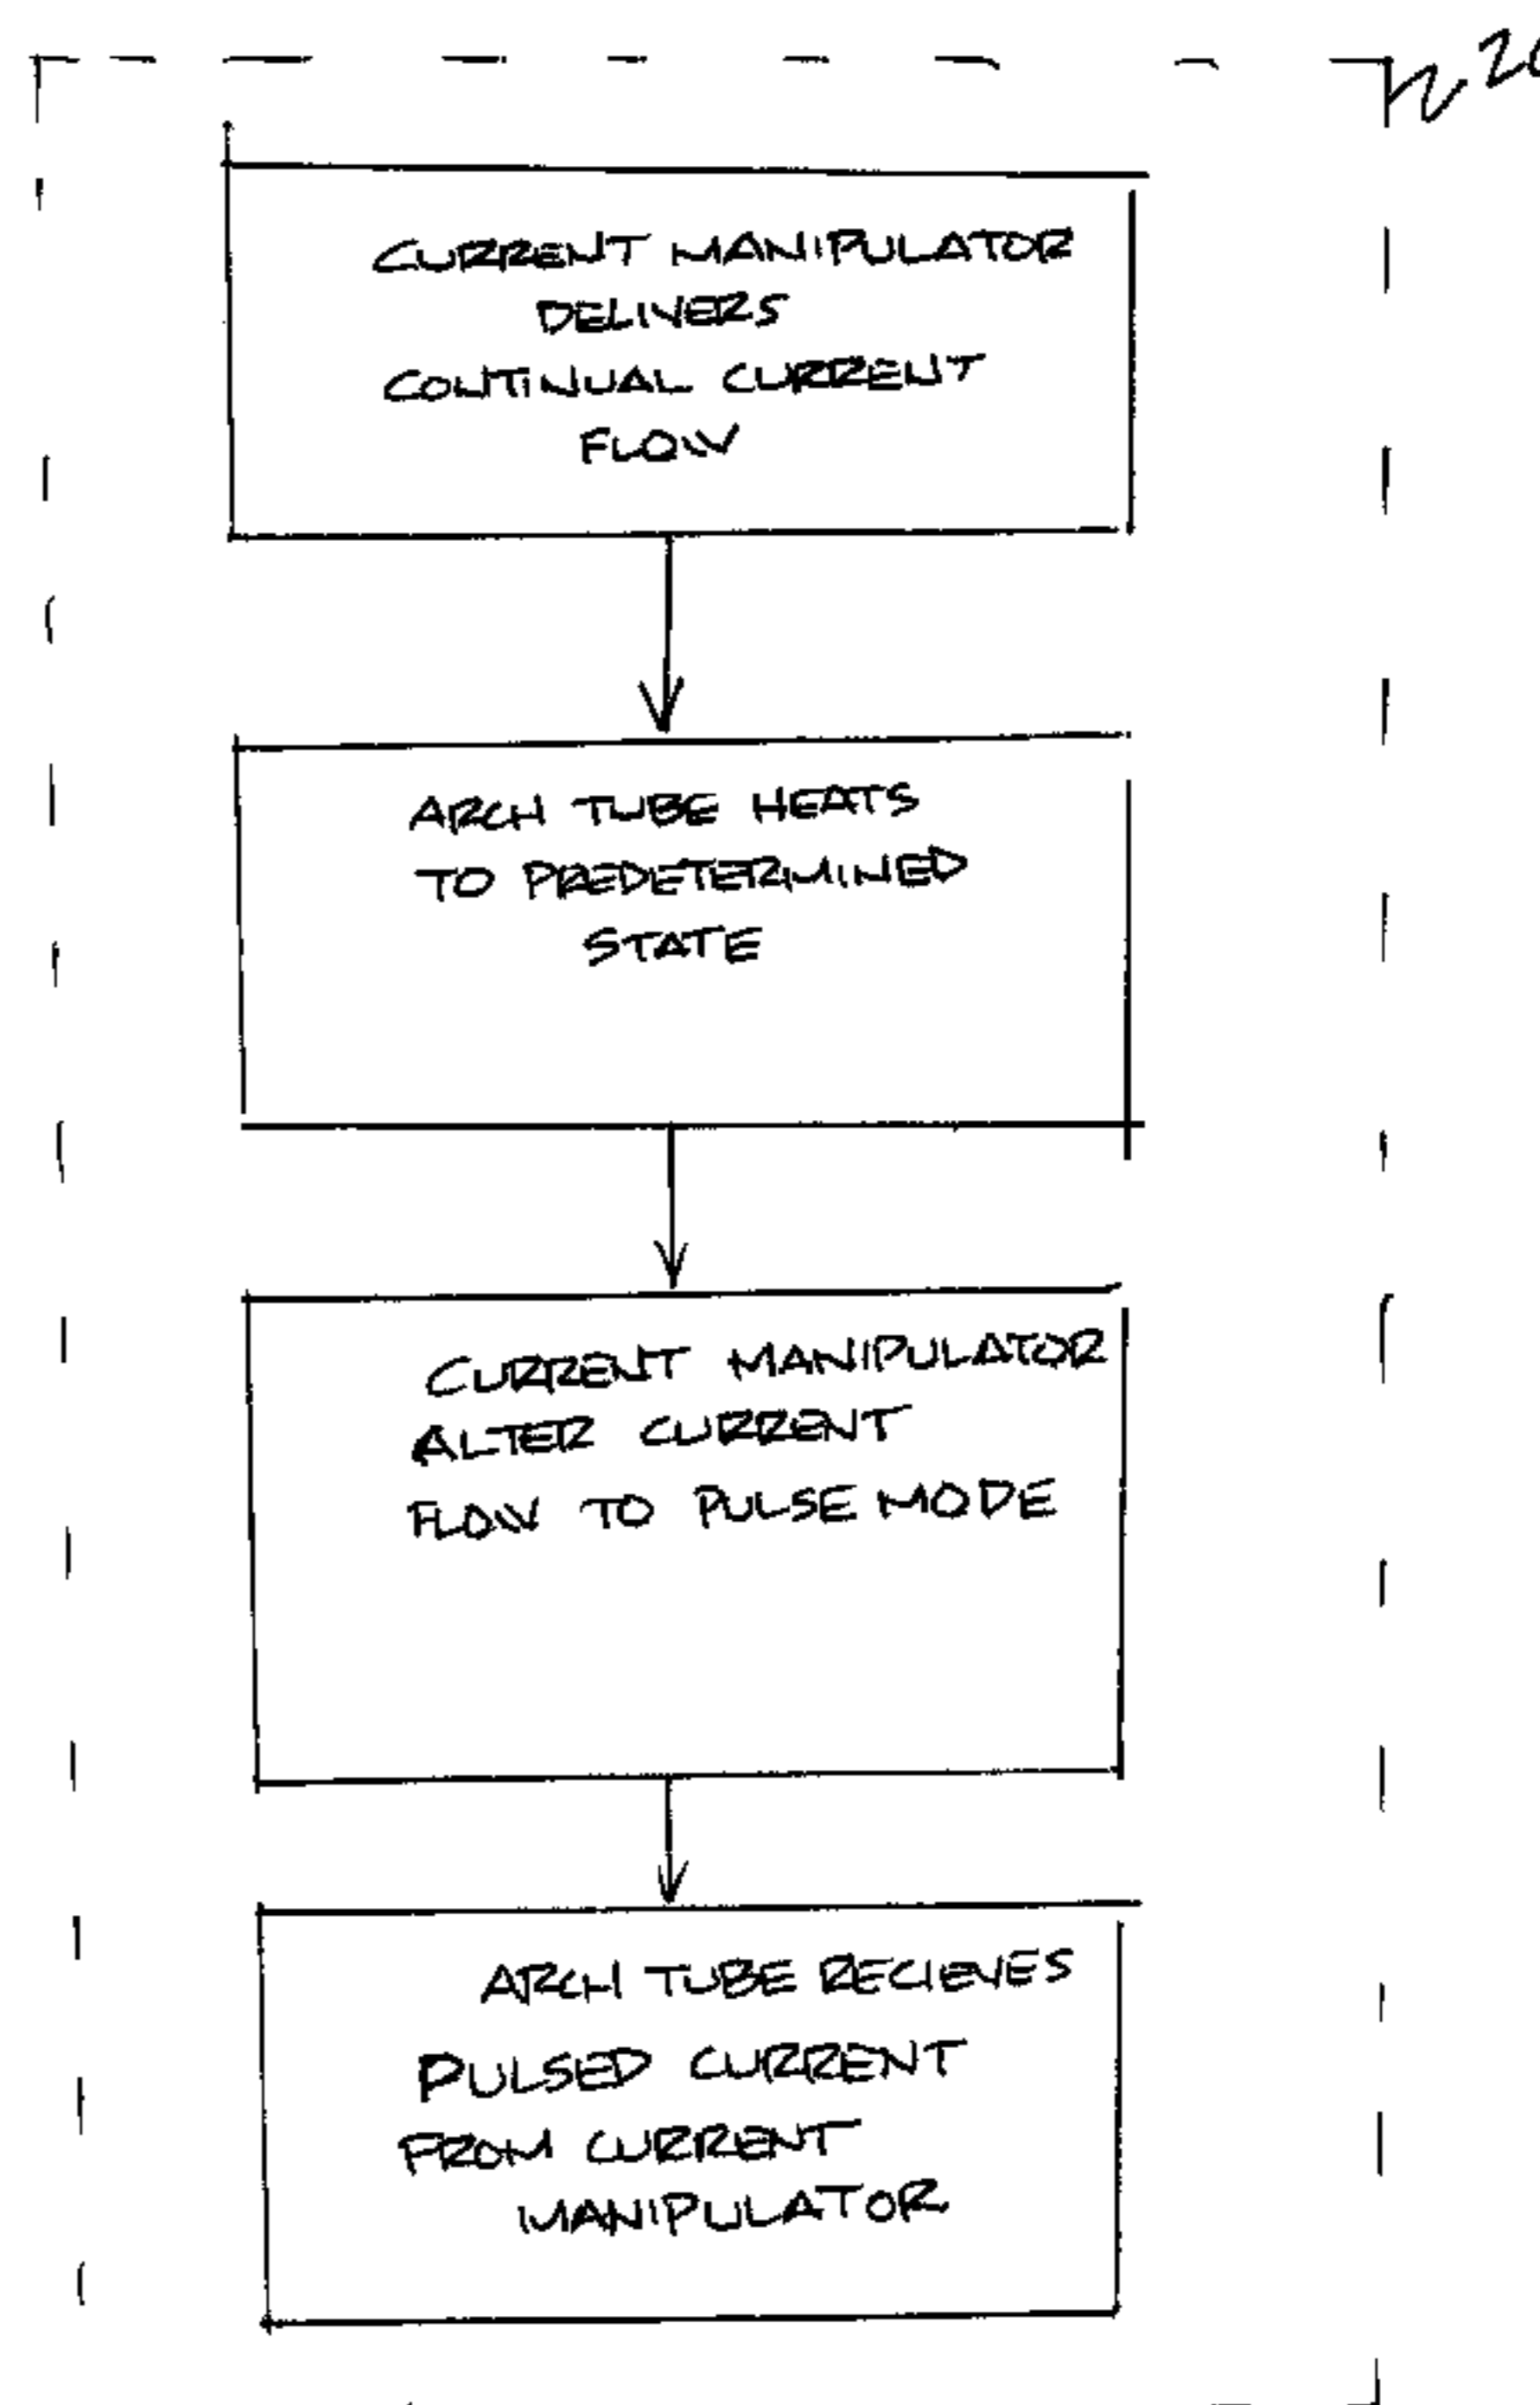 CURRENT MANIPULATOR
DELIVERS
CONTINUAL CURRENT
FLOW
ARCH TUBE HEATS
TO PREDETERMINED
STATE
CURRENT MANIPULATOR
ALTER CURRENT
FLOW TO PULSE MODE
ARCH TUBE RECIEVES
PULSED CURRENT
FROM CURRENT
MANIPULATOR